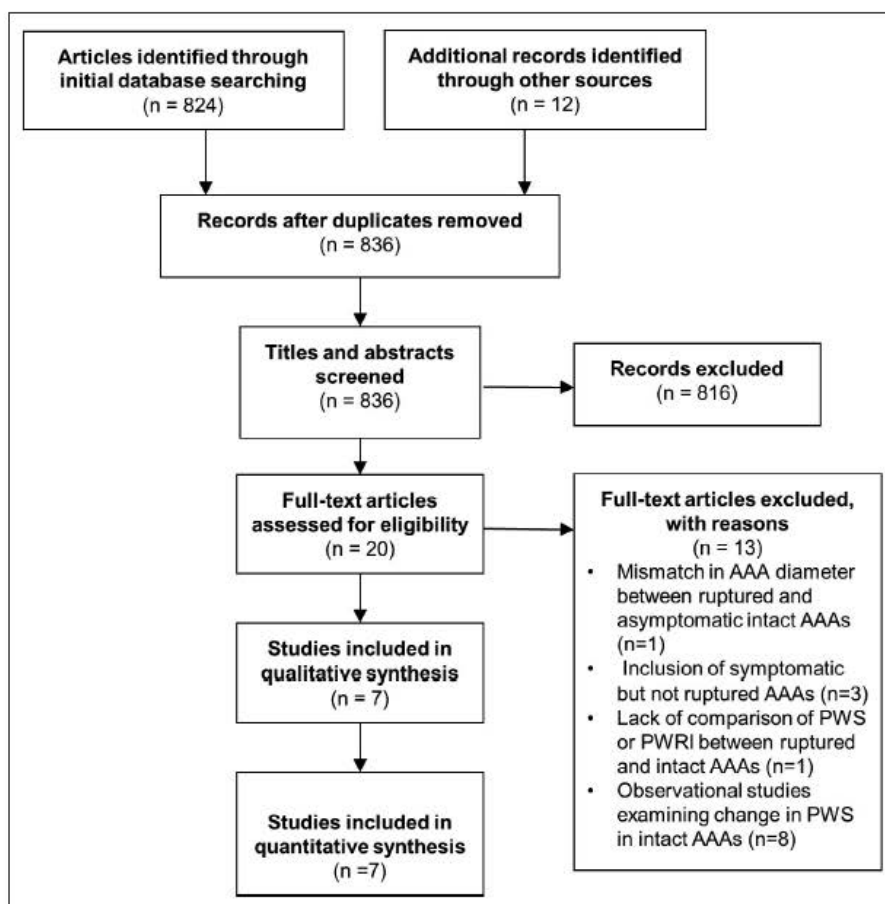 Articles identified through
initial database searching
(n = 824)
Additional records identified
through other sources
(n = 12)
Records after duplicates removed
(n = 836)
Titles and abstracts
screened
(n = 836)
Records excluded
(n = 816)
Full-text articles
assessed for eligibility
(n = 20)
Full-text articles excluded,
with reasons
(n = 13)
• Mismatch in AAA diameter
between ruptured and
asymptomatic intact AAAs
(n=1)
• Inclusion of symptomatic
but not ruptured AAAs (n=3)
• Lack of comparison of PWS
or PWRI between ruptured
and intact AAAs (n=1)
• Observational studies
examining change in PWS
in intact AAAs (n=8)
Studies included in
qualitative synthesis
(n = 7)
Studies included in
quantitative synthesis
(n =7)